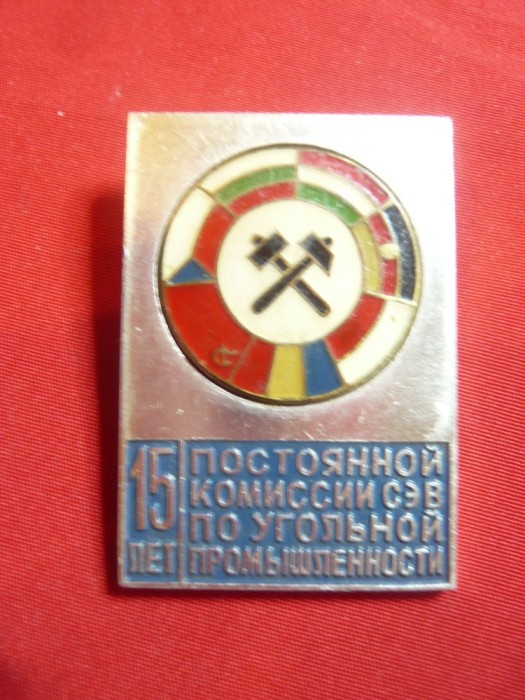 15 ЛЕТ
ПОСТОЯННОЙ
КОМИССИИ СЭВ
ПО УГОЛЬНОЙ
ПРОМЫШЛЕННОСТИ